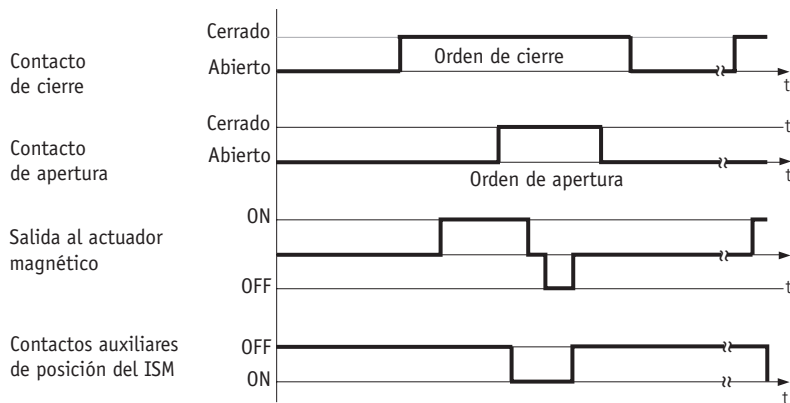 Contacto
de cierre
Cerrado
Abierto
Orden de cierre
t
Contacto
de apertura
Cerrado
Abierto
t
Orden de apertura
t
Salida al actuador
magnético
ON
OFF
t
Contactos auxiliares
de posición del ISM
OFF
ON
t